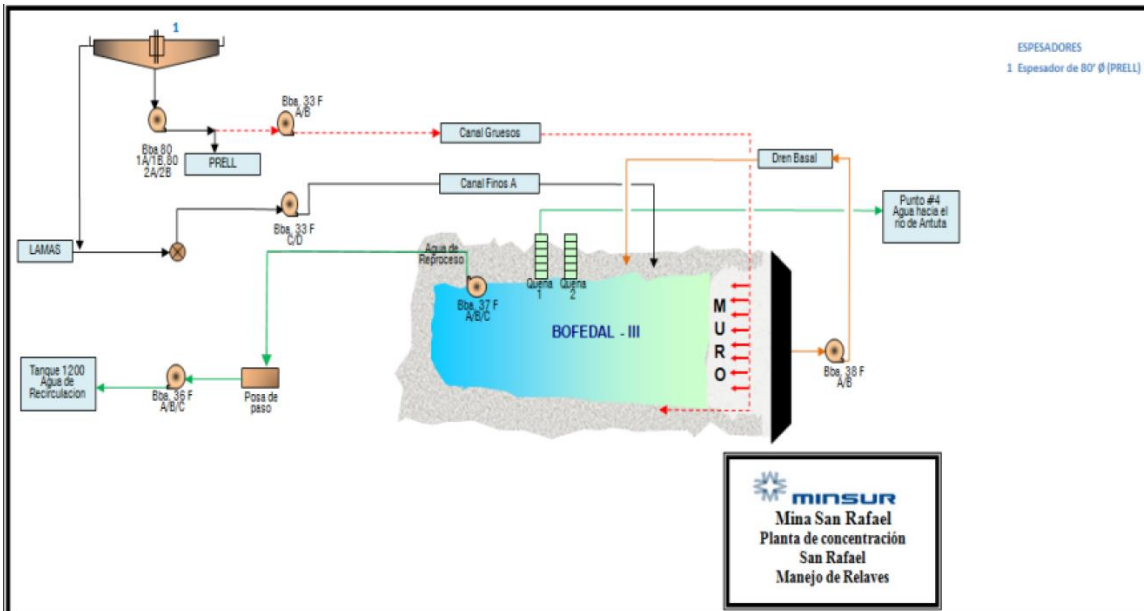 1
ESPESADORES
1 Espesador de 80' Ø (PRELL)
Bba. 33 F
A/B
Bba 80
1A/1B,80
2A/2B
PRELL
Canal Gruesos
Dren Basal
Canal Finos A
Punto #4
Agua hacia el
rio de Antuta
Bba. 33 F
C/D
LAMAS
Agua de
Reproceso
Quena
1
Quena
2
Bba. 37 F
A/B/C
BOFEDAL - III
M
U
R
O
Bba. 38 F
A/B
Tanque 1200
Agua de
Recirculacion
Bba. 36 F
A/B/C
Posa de
paso
MINSUR
Mina San Rafael
Planta de concentración
San Rafael
Manejo de Relaves